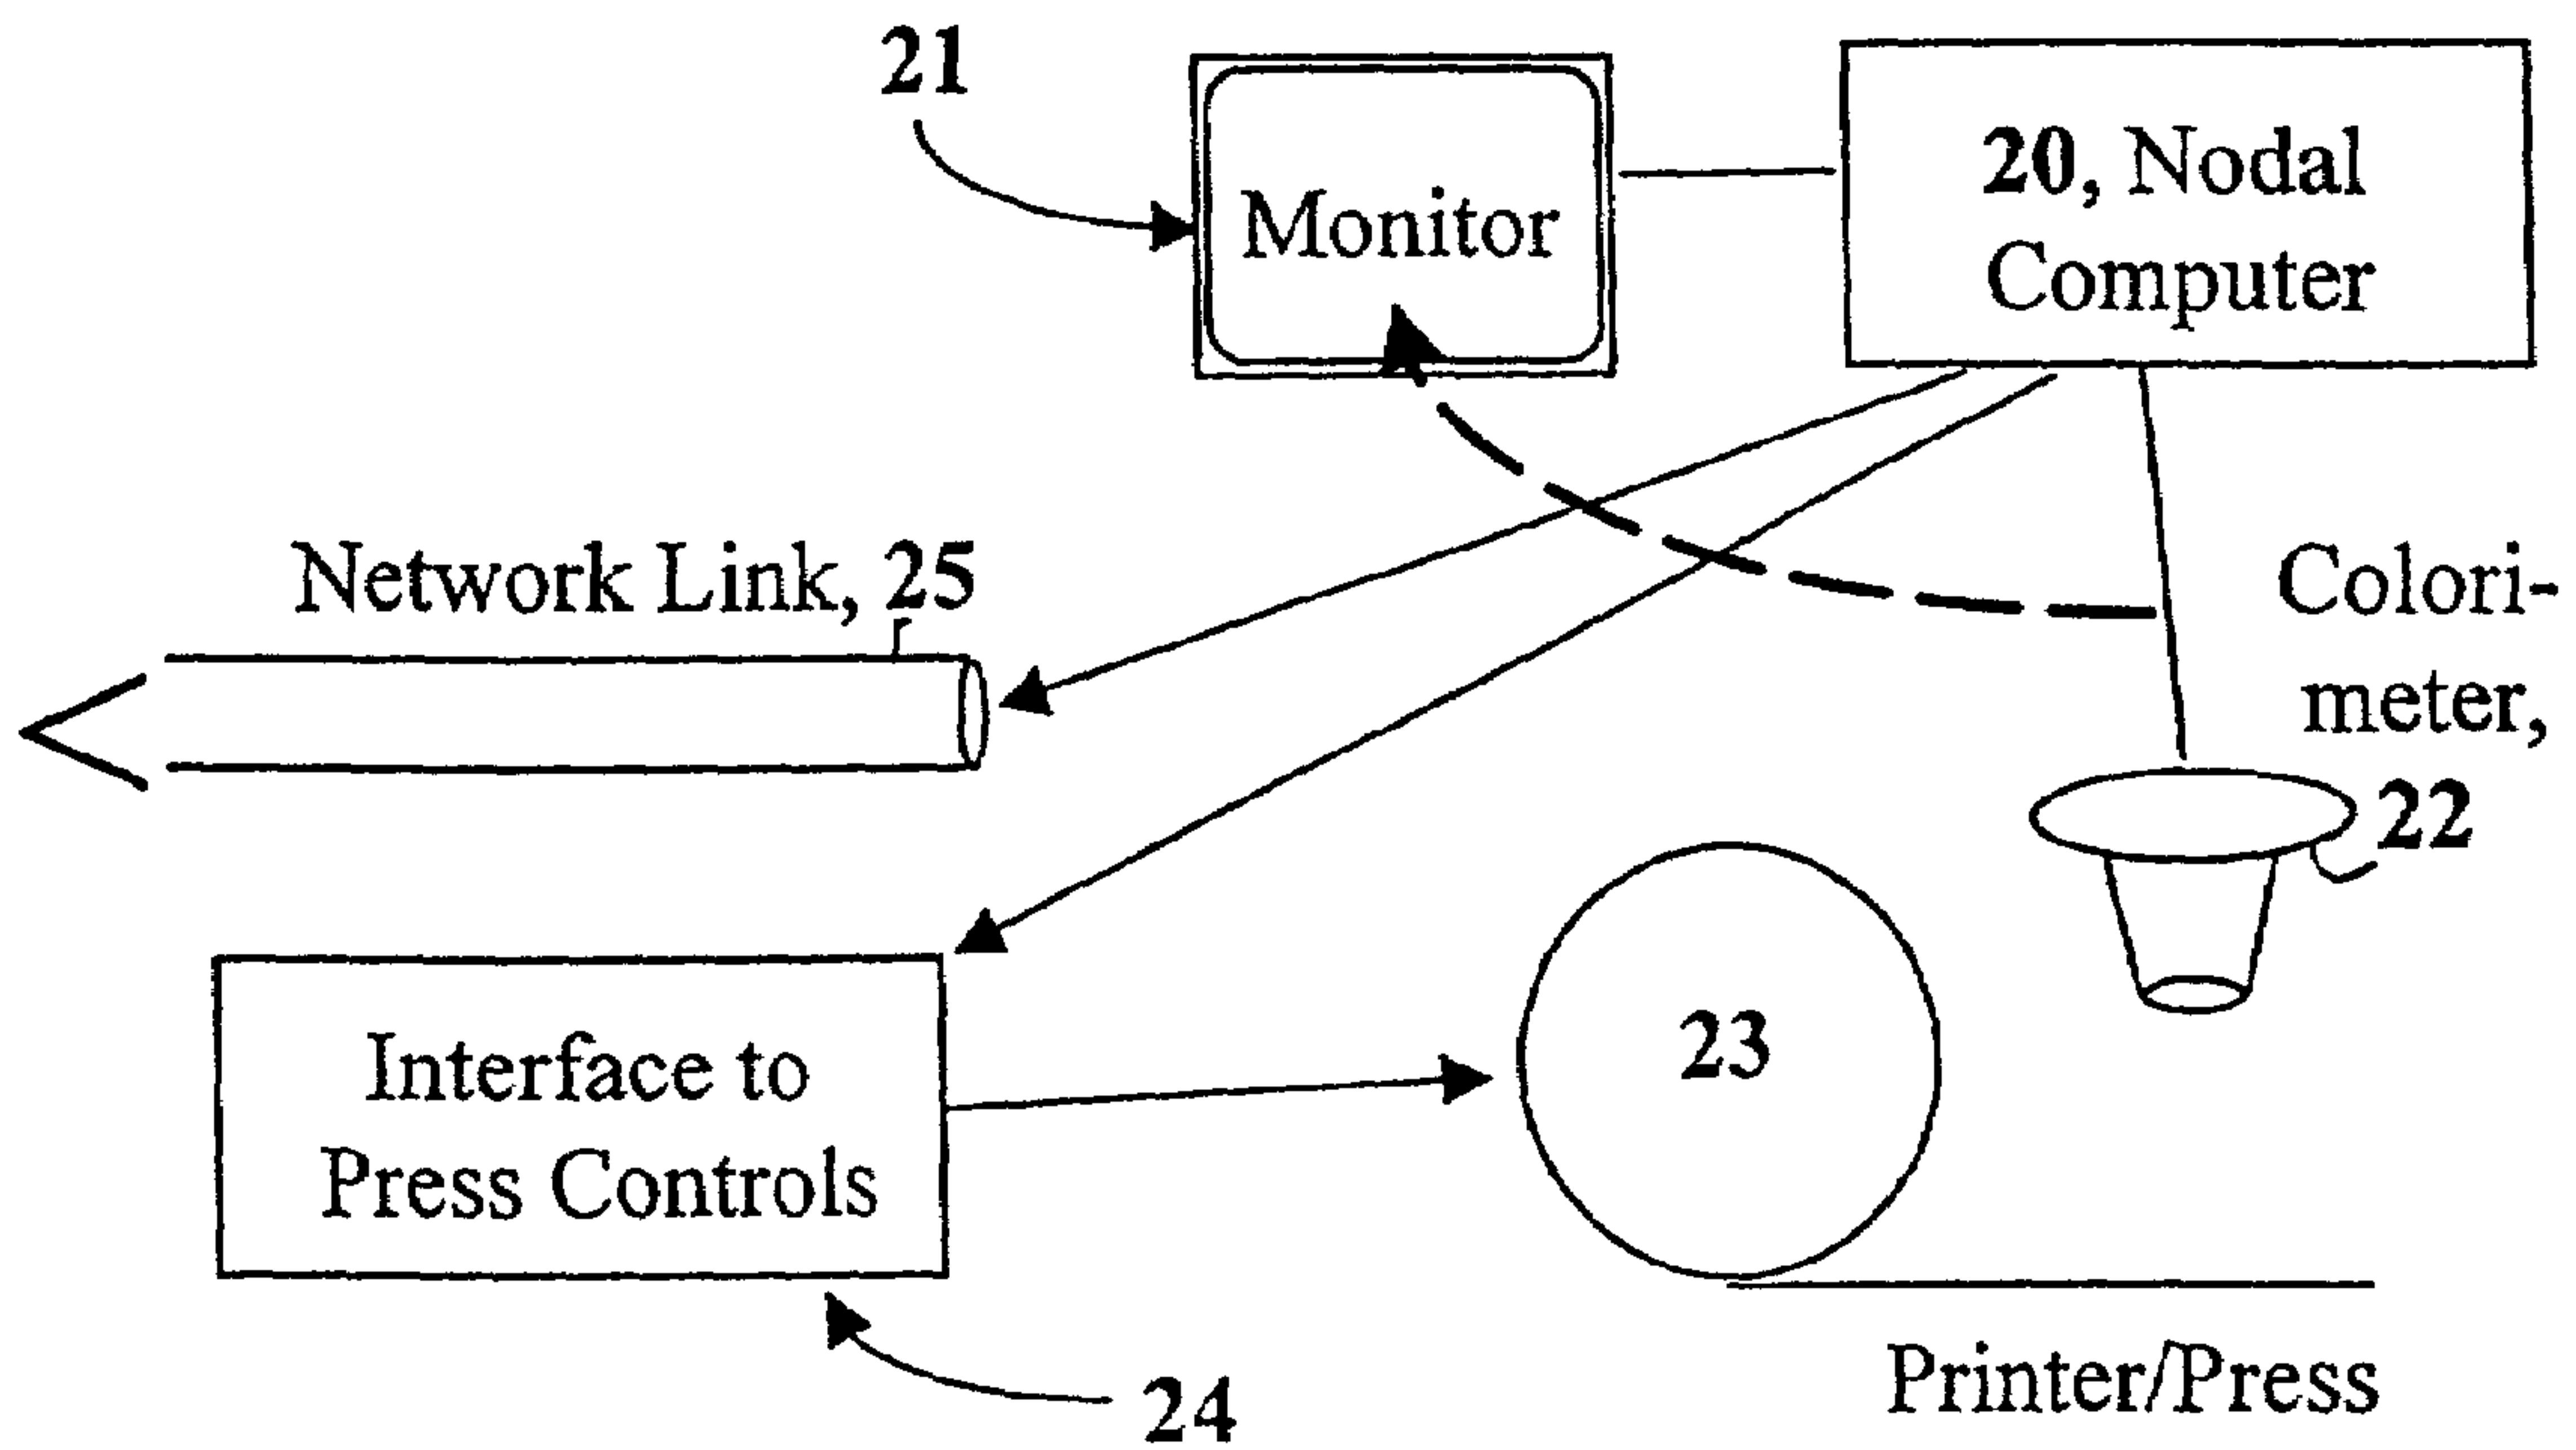 21
Monitor
20, Nodal
Computer
Network Link, 25
Colori-
meter,
22
23
Interface to
Press Controls
24
Printer/Press